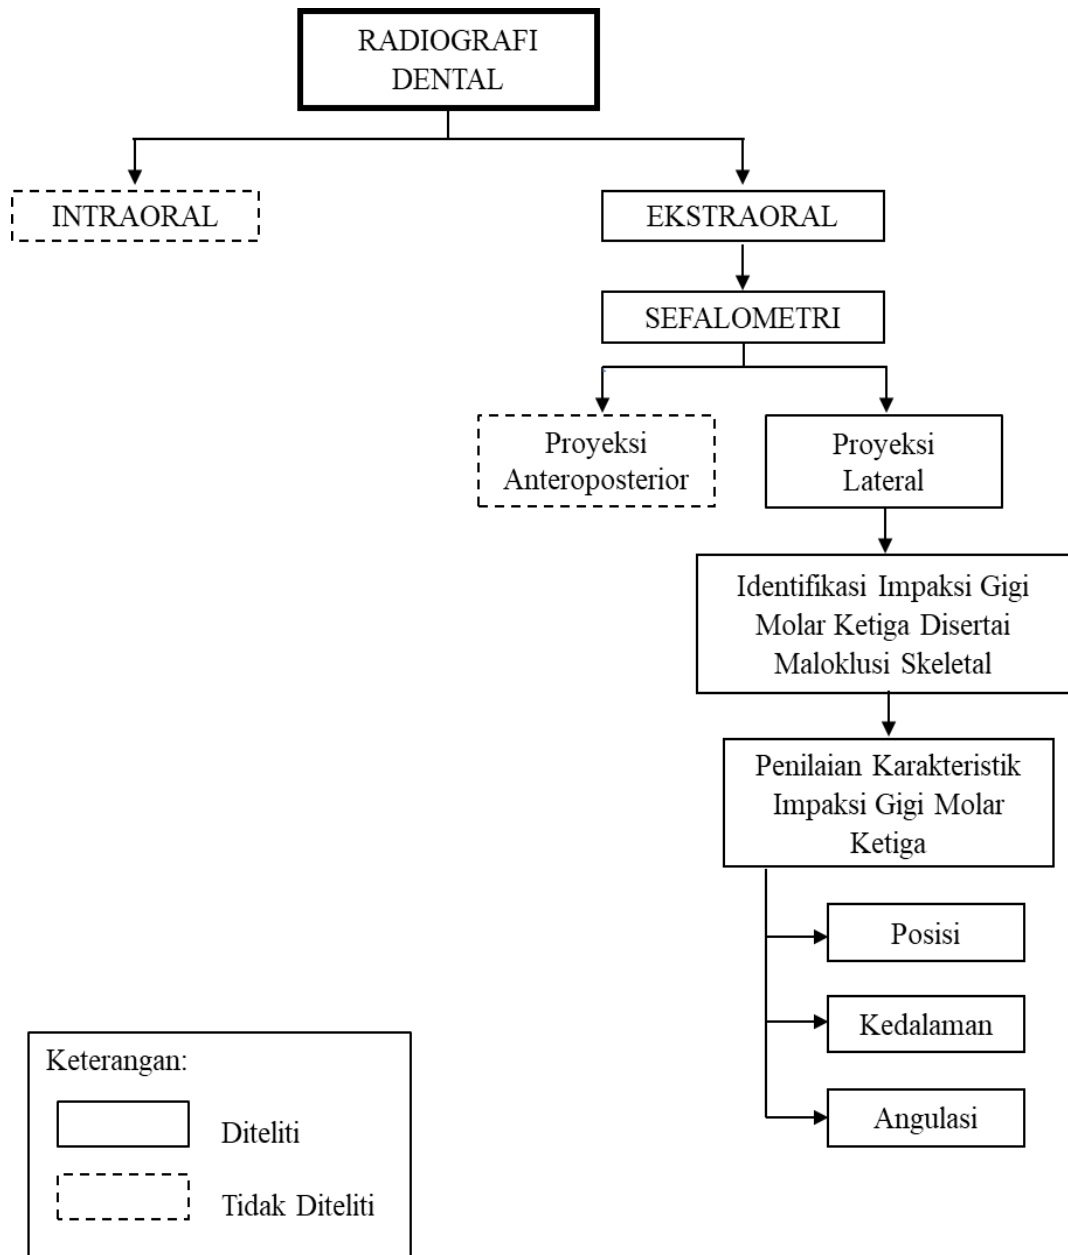 RADIOGRAFI
DENTAL
INTRAORAL
EKSTRAORAL
SEFALOMETRI
Proyeksi
Anteroposterior
Proyeksi
Lateral
Identifikasi Impaksi Gigi
Molar Ketiga Disertai
Maloklusi Skeletal
Penilaian Karakteristik
Impaksi Gigi Molar
Ketiga
Posisi
Kedalaman
Angulasi
Keterangan:
Diteliti
Tidak Diteliti